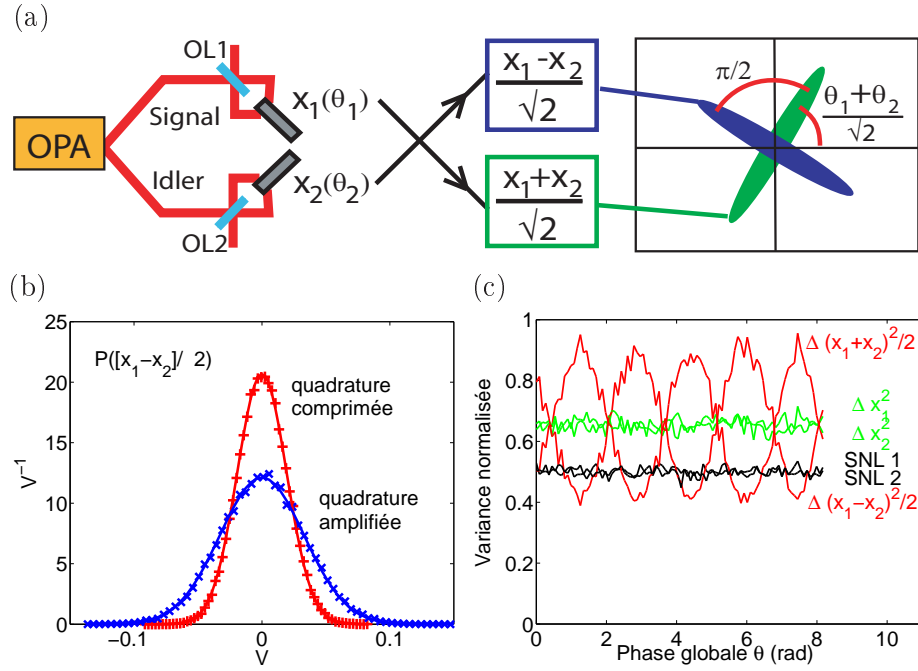 (a)
OL1
Signal
OPA
Idler
OL2
x₁(θ₁)
x₂(θ₂)
x₁-x₂
√2
x₁+x₂
√2
π/2
θ₁+θ₂
√2
(b)
25
20
15
10
5
0
V⁻¹
P([x₁−x₂]/ 2)
quadrature
comprimée
quadrature
amplifiée
−0.1
0
0.1
V
(c)
1
0.8
0.6
0.4
0.2
0
Variance normalisée
Δ (x₁+x₂)²/2
Δ x₁²
Δ x₂²
SNL 1
SNL 2
Δ (x₁−x₂)²/2
0
2
4
6
8
10
Phase globale θ (rad)